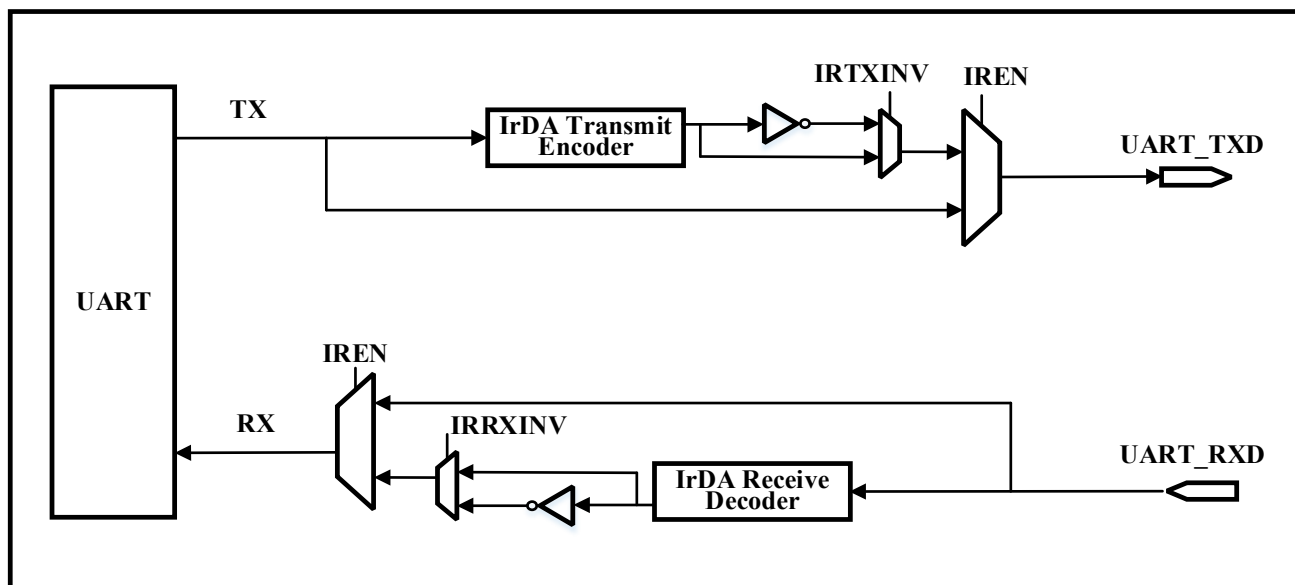 IRTXINV
IREN
TX
IrDA Transmit
Encoder
UART_TXD
UART
IREN
RX
IRRXINV
IrDA Receive
Decoder
UART_RXD